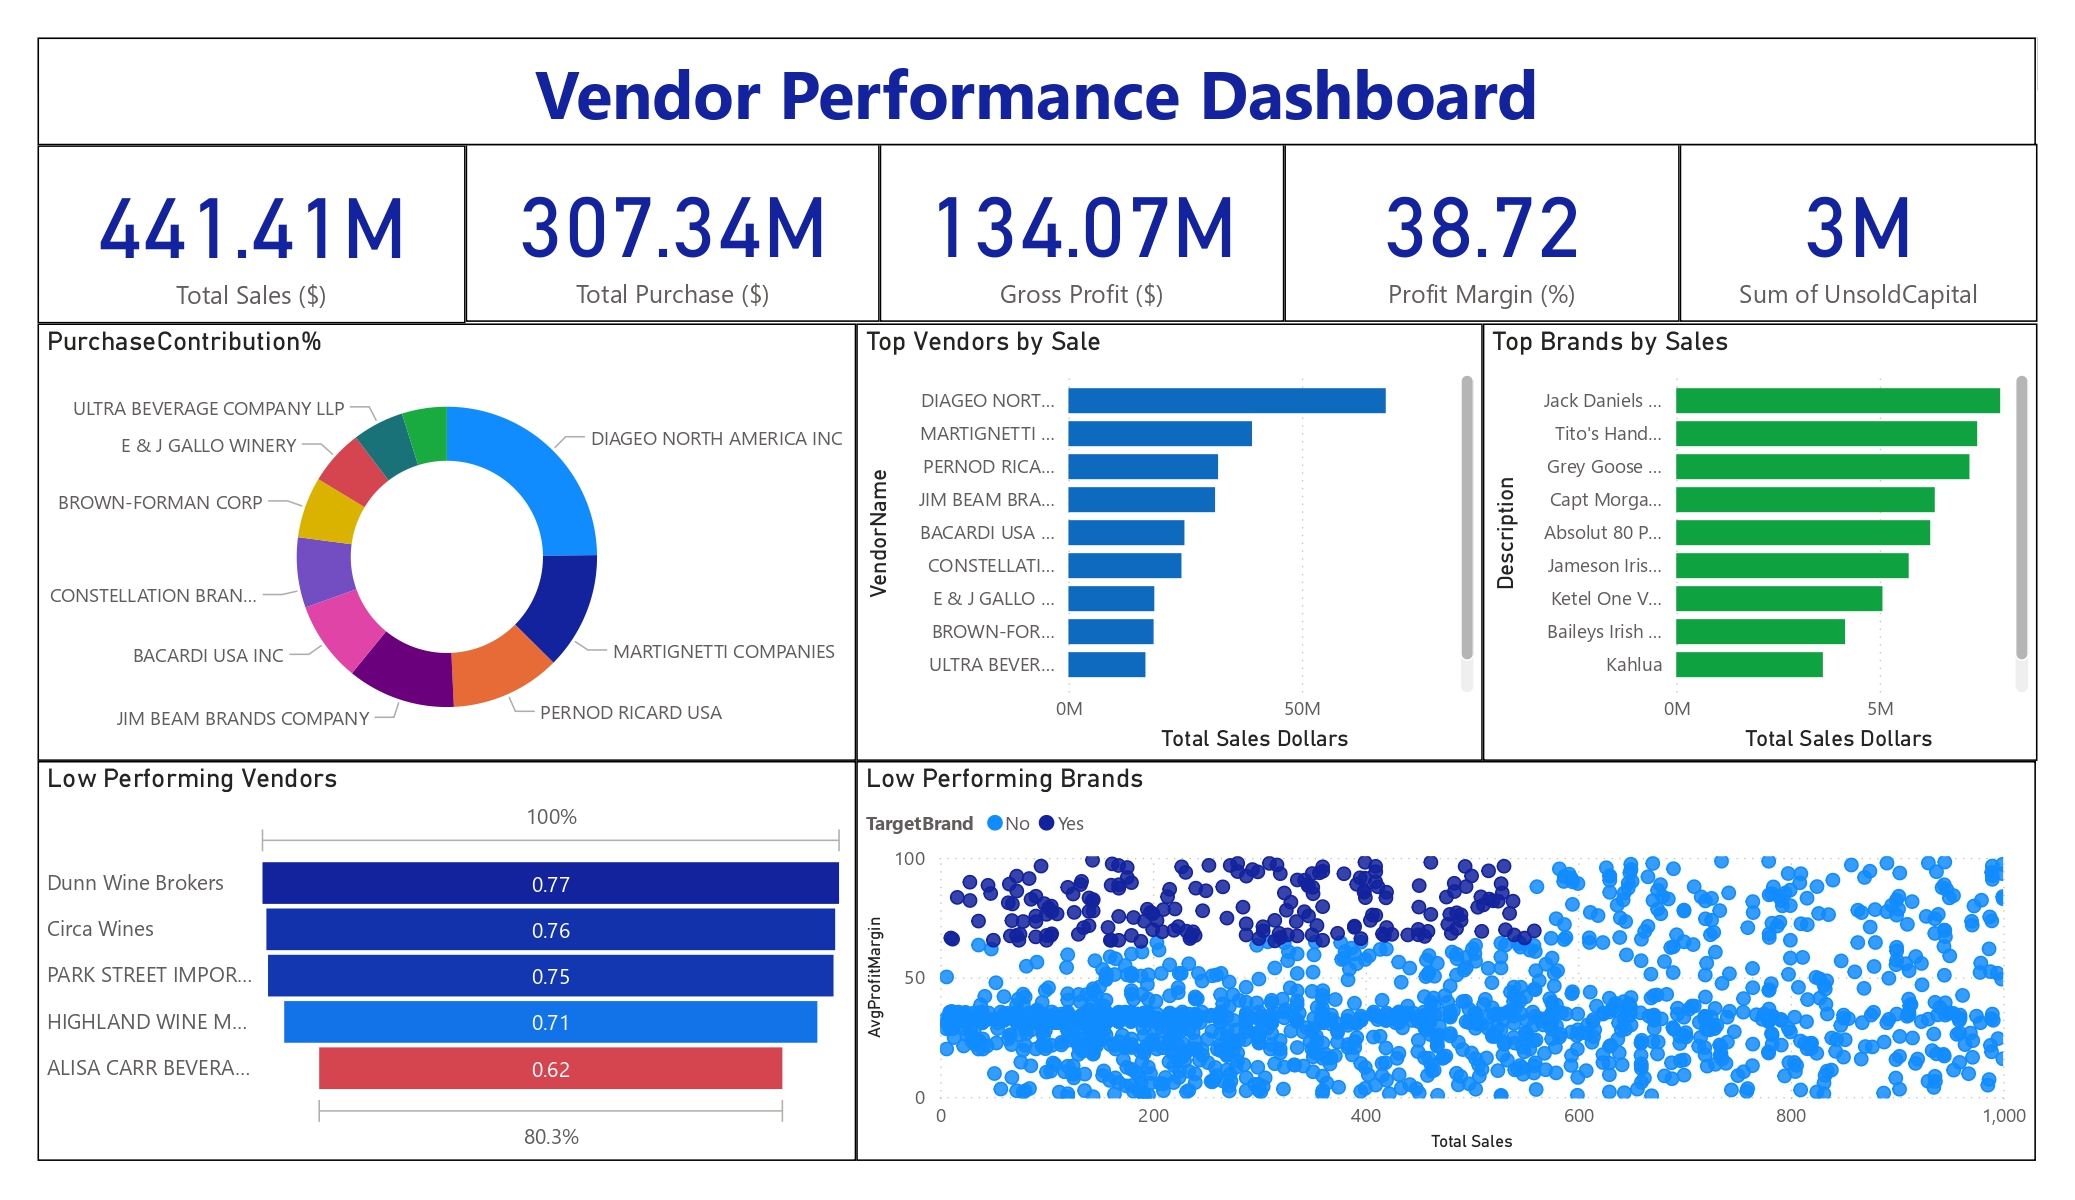 Vendor Performance Dashboard
441.41M
Total Sales ($)
307.34M
Total Purchase ($)
134.07M
Gross Profit ($)
38.72
Profit Margin (%)
3M
Sum of UnsoldCapital
PurchaseContribution%
ULTRA BEVERAGE COMPANY LLP
E & J GALLO WINERY
BROWN-FORMAN CORP
CONSTELLATION BRAN...
BACARDI USA INC
JIM BEAM BRANDS COMPANY
DIAGEO NORTH AMERICA INC
MARTIGNETTI COMPANIES
PERNOD RICARD USA
Top Vendors by Sale
VendorName
DIAGEO NORT...
MARTIGNETTI ...
PERNOD RICA...
JIM BEAM BRA...
BACARDI USA ...
CONSTELLATI...
E & J GALLO ...
BROWN-FOR...
ULTRA BEVER...
0M 50M
Total Sales Dollars
Top Brands by Sales
Description
Jack Daniels ...
Tito's Hand...
Grey Goose ...
Capt Morga...
Absolut 80 P...
Jameson Iris...
Ketel One V...
Baileys Irish ...
Kahlua
0M 5M
Total Sales Dollars
Low Performing Vendors
100%
Dunn Wine Brokers 0.77
Circa Wines 0.76
PARK STREET IMPOR... 0.75
HIGHLAND WINE M... 0.71
ALISA CARR BEVERA... 0.62
80.3%
Low Performing Brands
TargetBrand No Yes
AvgProfitMargin
100
50
0
0 200 400 600 800 1,000
Total Sales